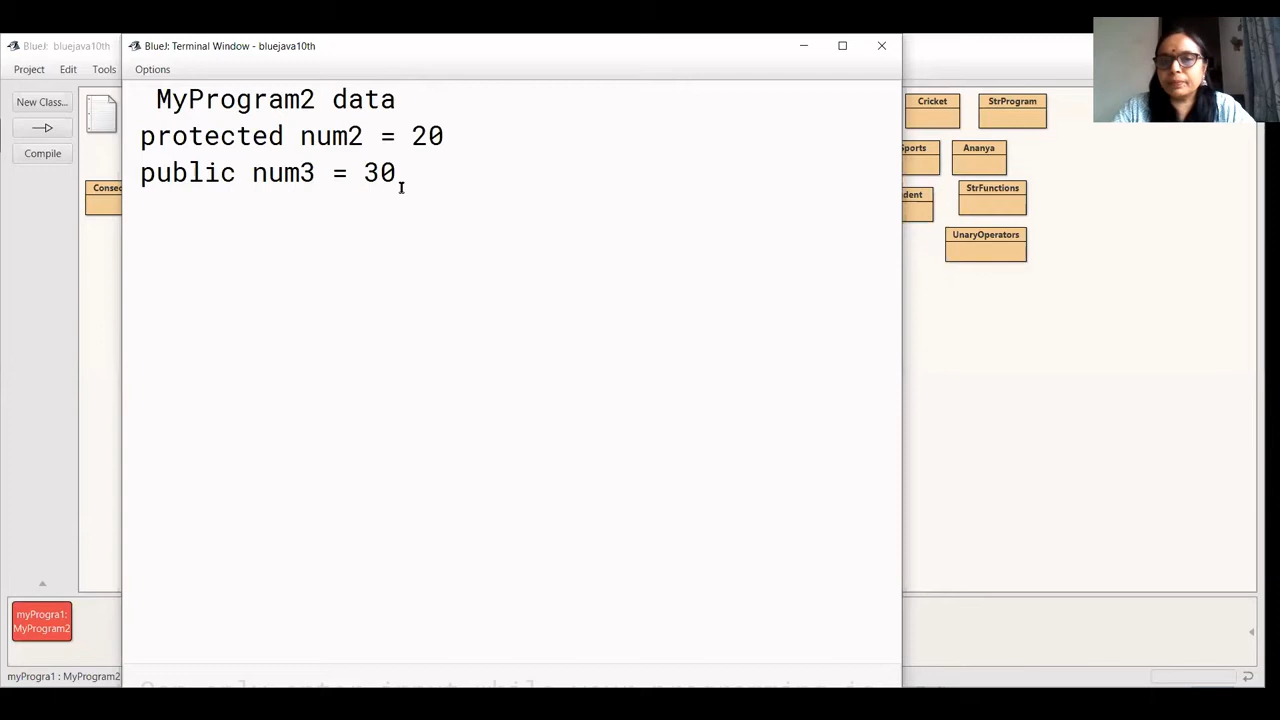 BlueJ: bluejava10th
BlueJ: Terminal Window - bluejava10th
Project Edit Tools
Options
New Class...
Compile
MyProgram2 data
protected num2 = 20
public num3 = 30
Cricket
StrProgram
Ananya
StrFunctions
UnaryOperators
myProgra1:
MyProgram2
myProgra1 : MyProgram2